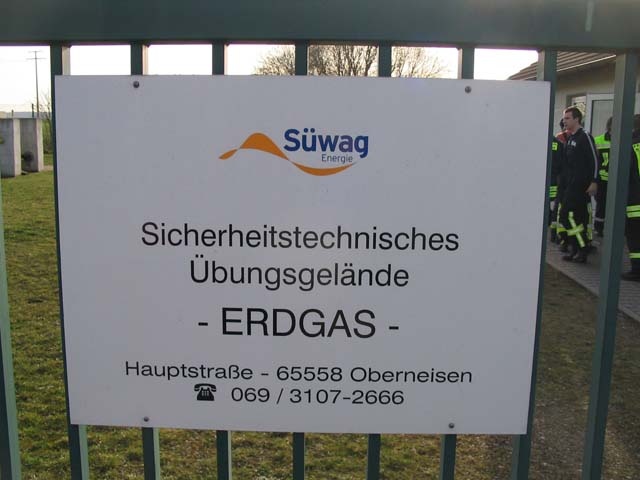 Süwag
Energie
Sicherheitstechnisches
Übungsgelände
- ERDGAS -
Hauptstraße - 65558 Oberneisen
☎ 069 / 3107-2666